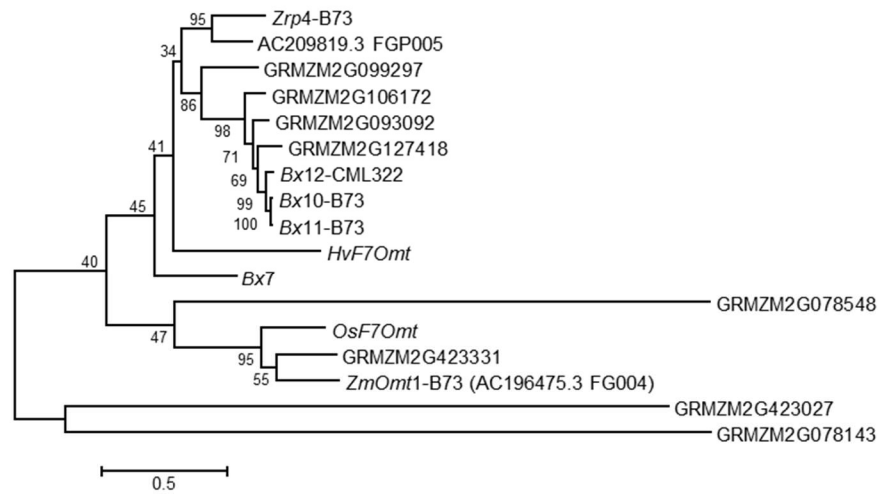 95 Zrp4-B73
AC209819.3 FGP005
34
GRMZM2G099297
86
GRMZM2G106172
98
GRMZM2G093092
41
GRMZM2G127418
71
Bx12-CML322
69
Bx10-B73
99
Bx11-B73
100
45
HvF7Omt
40
Bx7
GRMZM2G078548
47
OsF7Omt
95
GRMZM2G423331
55
ZmOmt1-B73 (AC196475.3 FG004)
GRMZM2G423027
GRMZM2G078143
0.5